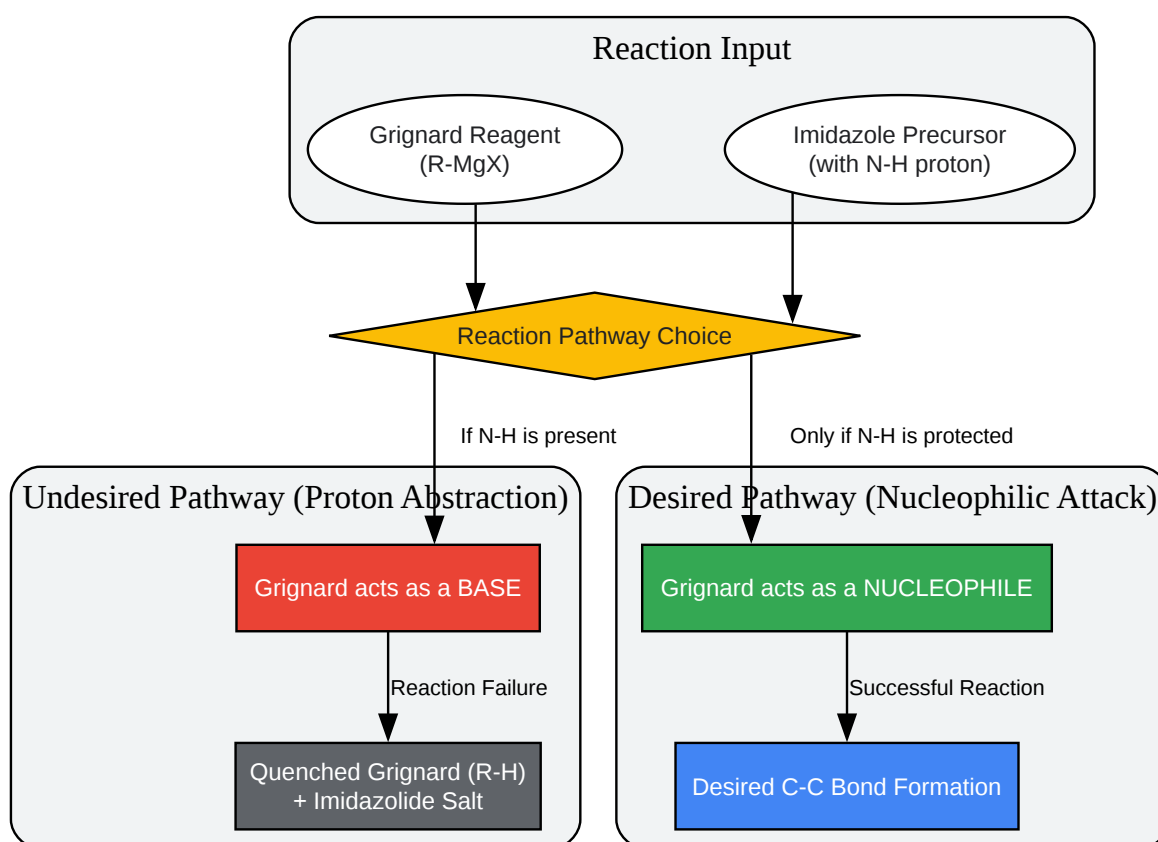 Reaction Input
Grignard Reagent
(R-MgX)
Imidazole Precursor
(with N-H proton)
Reaction Pathway Choice
If N-H is present
Only if N-H is protected
Undesired Pathway (Proton Abstraction)
Desired Pathway (Nucleophilic Attack)
Grignard acts as a BASE
Grignard acts as a NUCLEOPHILE
Reaction Failure
Successful Reaction
Quenched Grignard (R-H)
+ Imidazolide Salt
Desired C-C Bond Formation